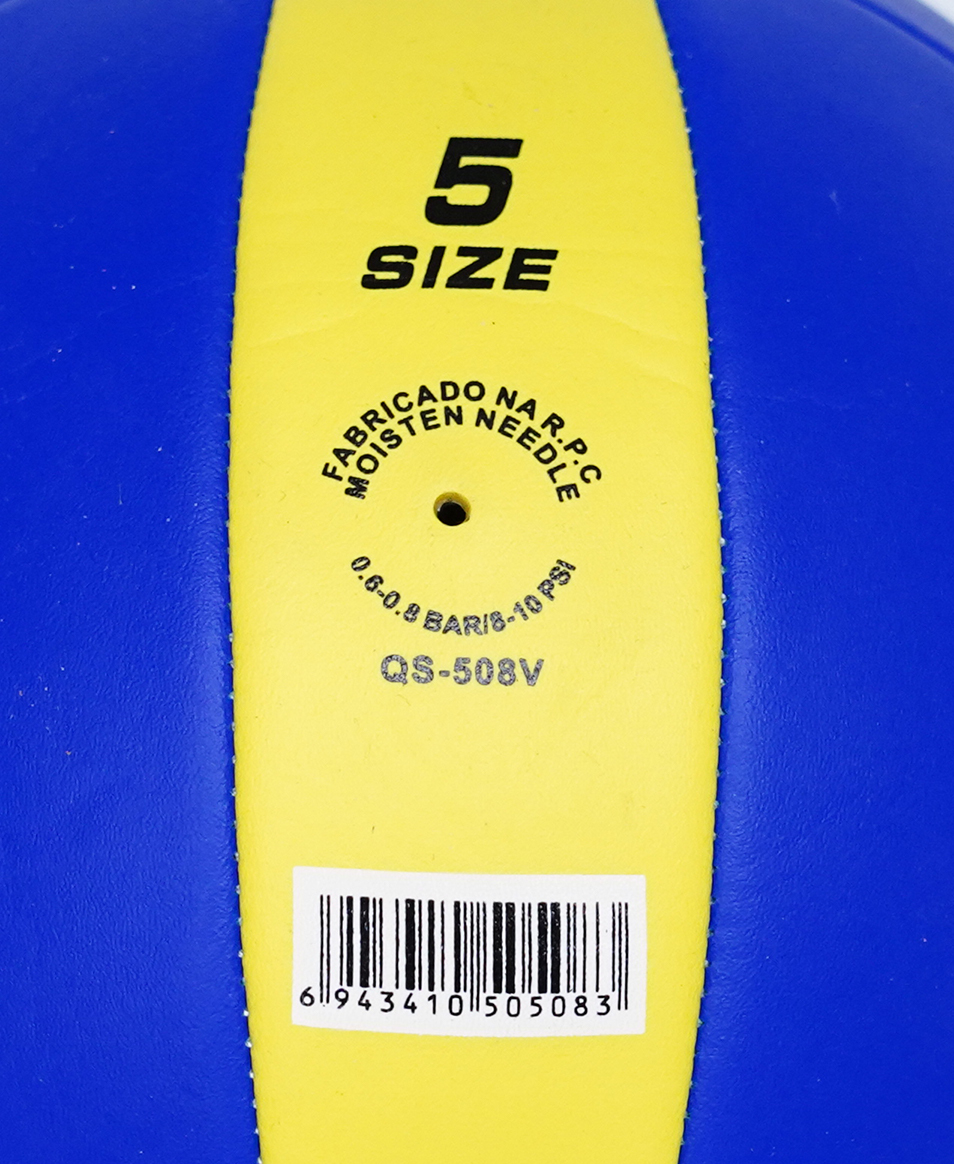 5
SIZE
FABRICADO NA R.P.C
MOISTEN NEEDLE
0.6-0.8 BAR/8-10 PSI
QS-508V
6 943410 505083